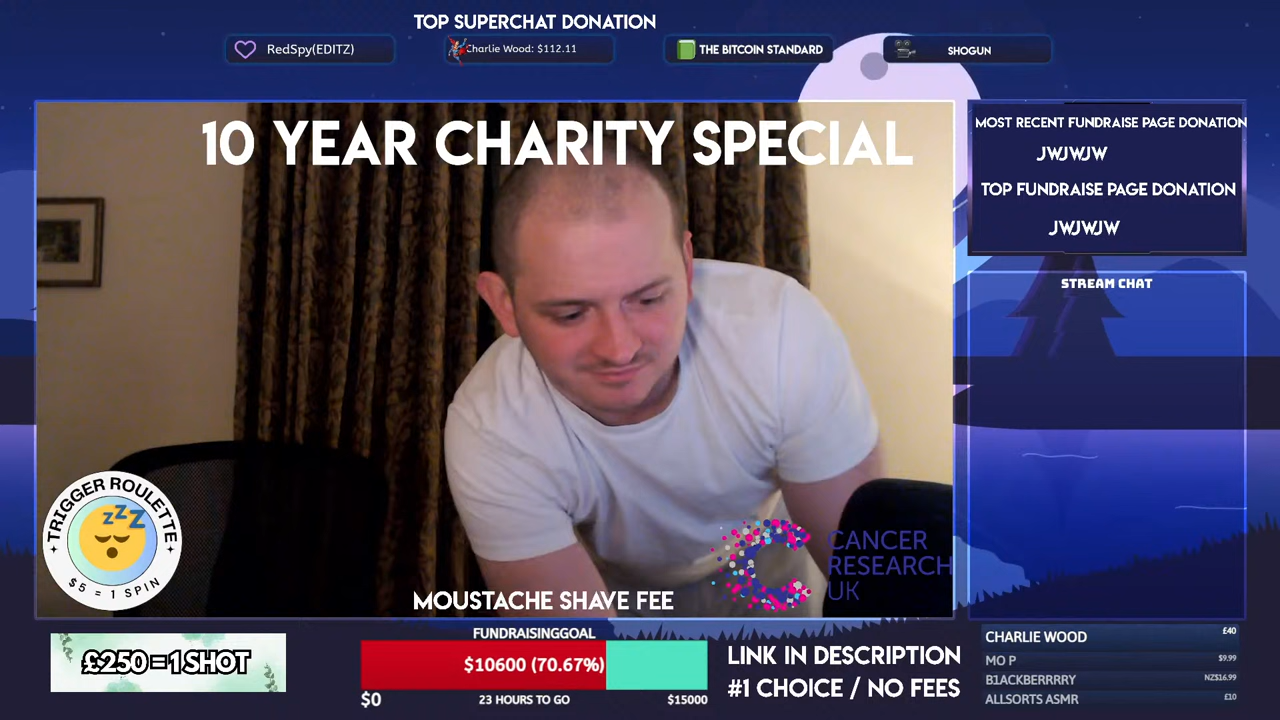 TOP SUPERCHAT DONATION
RedSpy(EDITZ)
Charlie Wood: $112.11
THE BITCOIN STANDARD
SHOGUN
10 YEAR CHARITY SPECIAL
MOST RECENT FUNDRAISE PAGE DONATION
JWJWJW
TOP FUNDRAISE PAGE DONATION
JWJWJW
STREAM CHAT
TRIGGER ROULETTE
zzZ
$5 = 1 SPIN
CANCER
RESEARCH
UK
MOUSTACHE SHAVE FEE
£250 = 1 SHOT
FUNDRAISINGGOAL
$10600 (70.67%)
$0
23 HOURS TO GO
$15000
LINK IN DESCRIPTION
#1 CHOICE / NO FEES
CHARLIE WOOD £40
MO P $9.99
B1ACKBERRRRY NZ$16.99
ALLSORTS ASMR £10